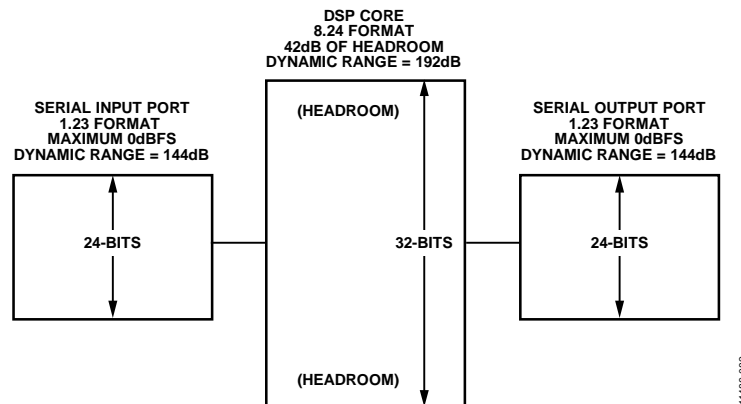 DSP CORE
8.24 FORMAT
42dB OF HEADROOM
DYNAMIC RANGE = 192dB
SERIAL INPUT PORT
1.23 FORMAT
MAXIMUM 0dBFS
DYNAMIC RANGE = 144dB
(HEADROOM)
SERIAL OUTPUT PORT
1.23 FORMAT
MAXIMUM 0dBFS
DYNAMIC RANGE = 144dB
24-BITS
32-BITS
24-BITS
(HEADROOM)